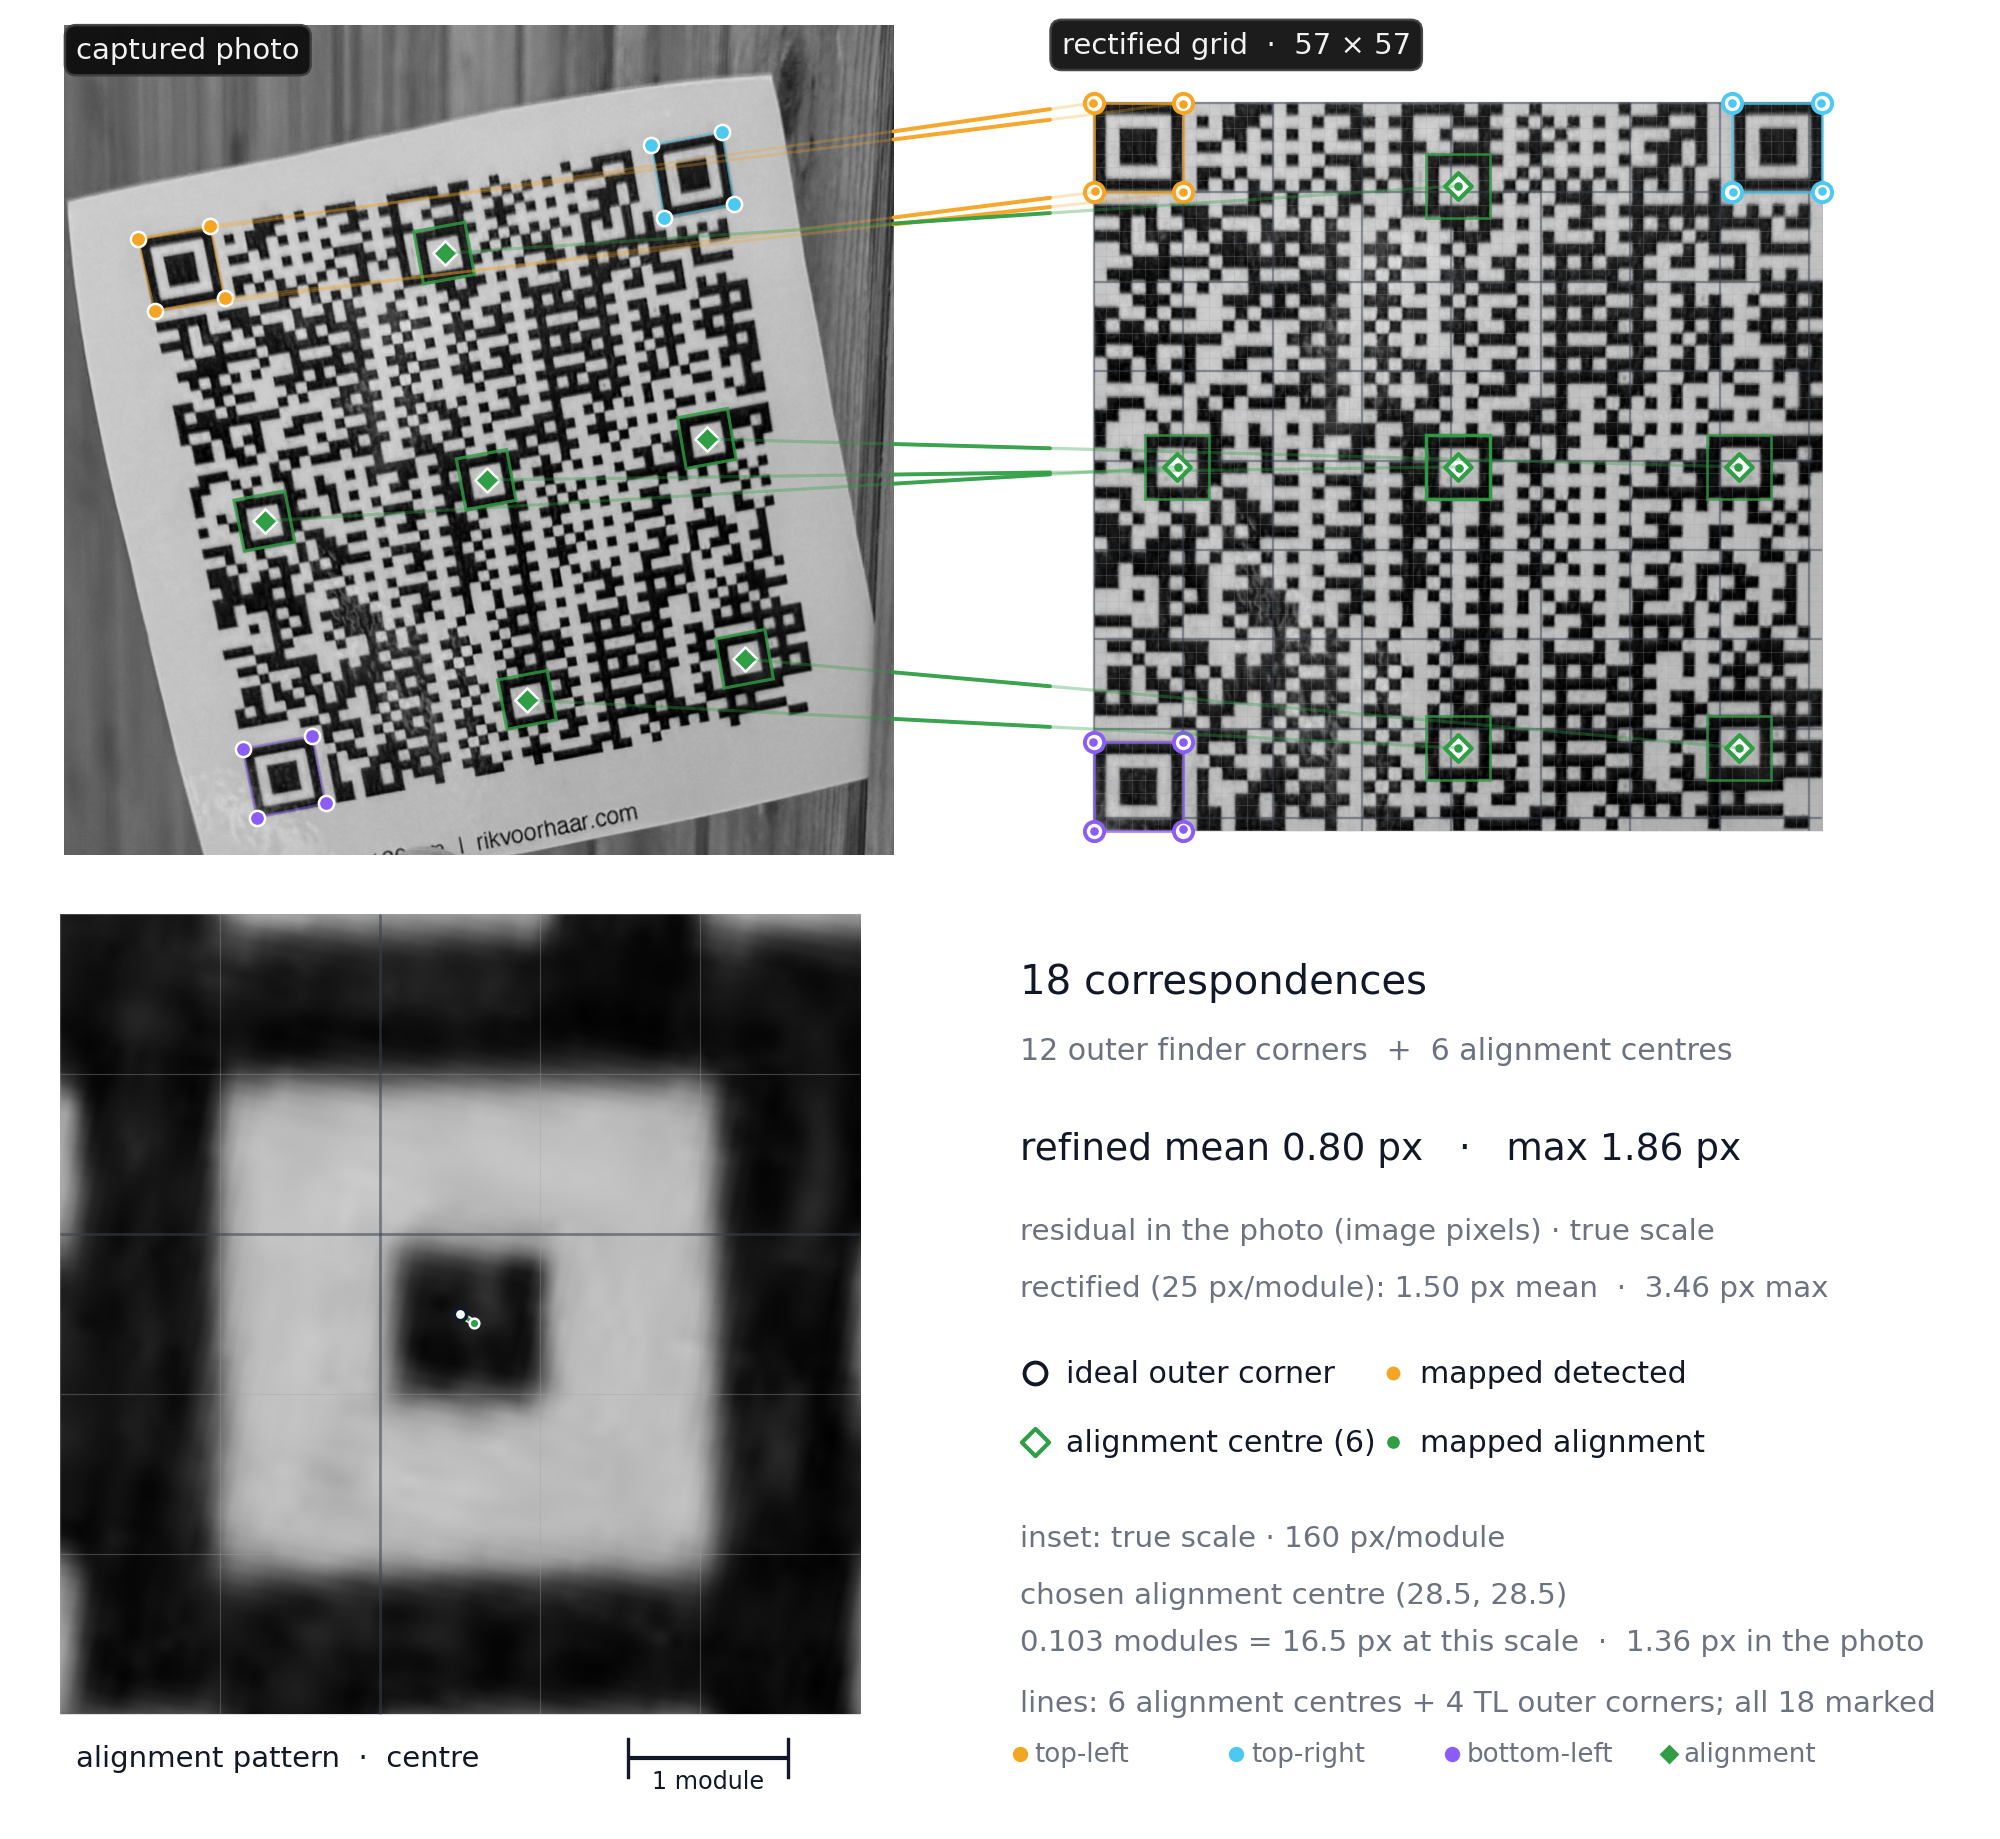 captured photo
rectified grid · 57 × 57
| rikvoorhaar.com
18 correspondences
12 outer finder corners + 6 alignment centres
refined mean 0.80 px · max 1.86 px
residual in the photo (image pixels) · true scale
rectified (25 px/module): 1.50 px mean · 3.46 px max
ideal outer corner mapped detected
alignment centre (6) mapped alignment
inset: true scale · 160 px/module
chosen alignment centre (28.5, 28.5)
0.103 modules = 16.5 px at this scale · 1.36 px in the photo
lines: 6 alignment centres + 4 TL outer corners; all 18 marked
top-left top-right bottom-left alignment
alignment pattern · centre
1 module